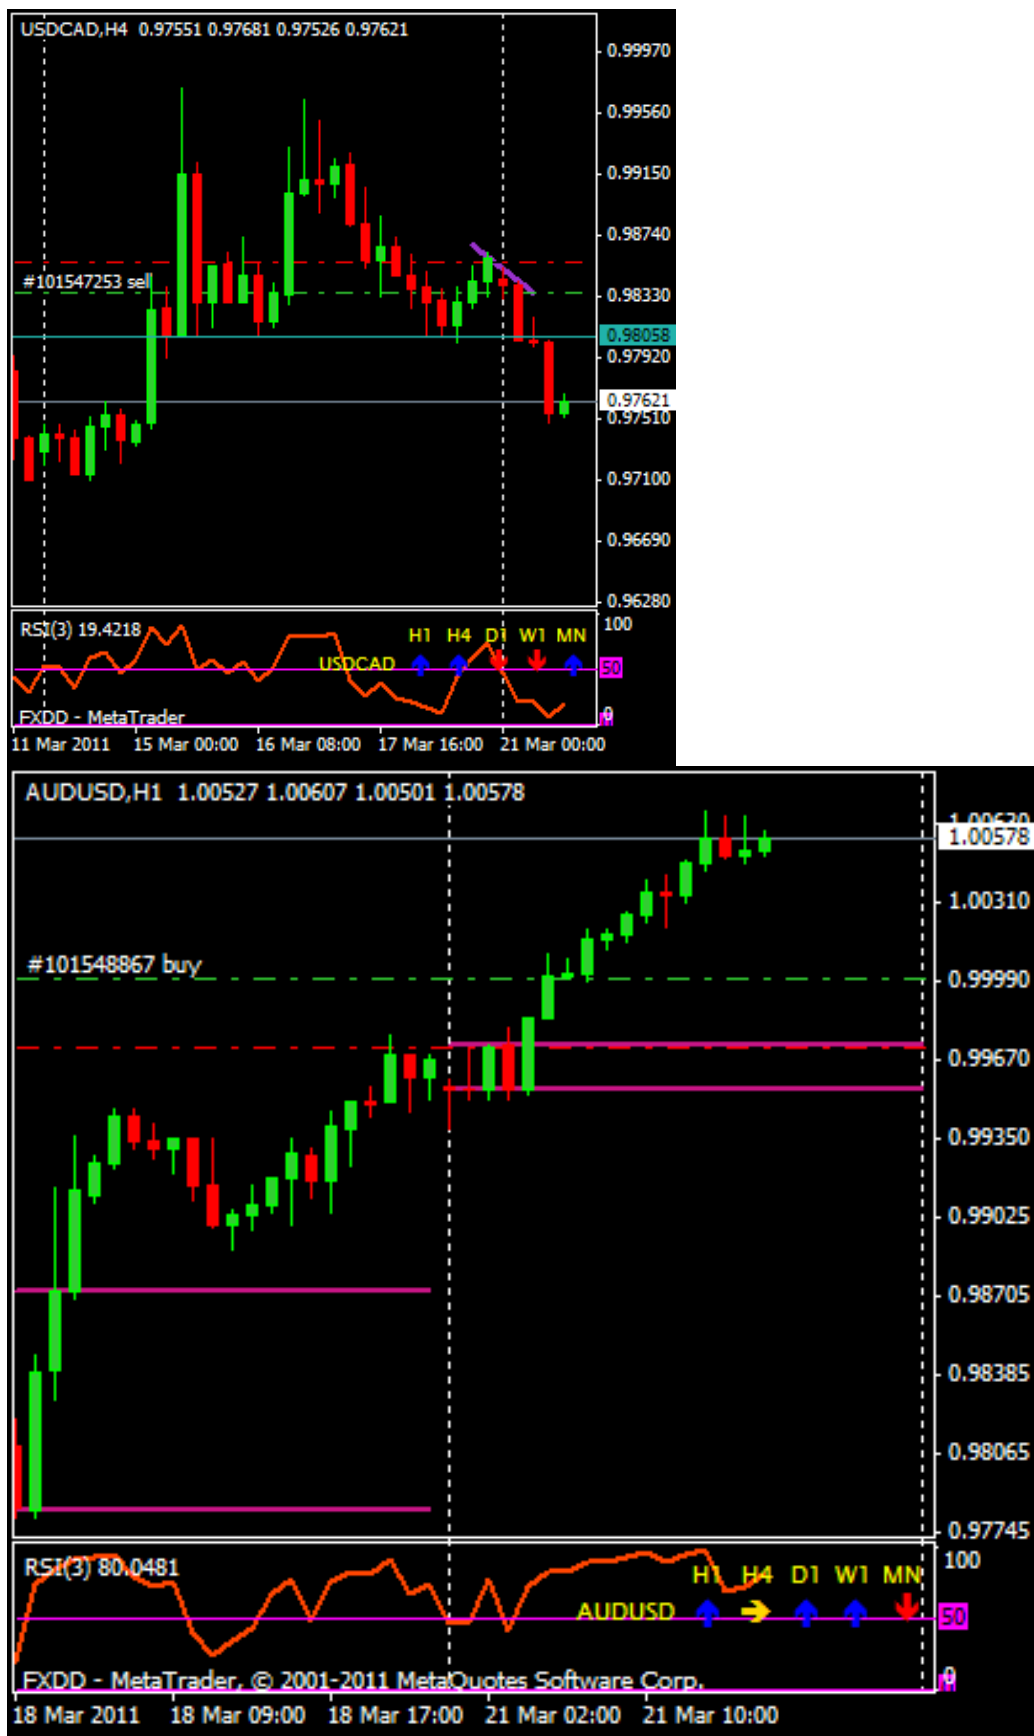 USDCAD,H4 0.97551 0.97681 0.97526 0.97621
0.99970
0.99560
0.99150
0.98740
#101547253 sell
0.98330
0.98058
0.97920
0.97621
0.97510
0.97100
0.96690
0.96280
RSI(3) 19.4218
100
H1 H4 D1 W1 MN
USDCAD
50
0
FXDD - MetaTrader
11 Mar 2011 15 Mar 00:00 16 Mar 08:00 17 Mar 16:00 21 Mar 00:00
AUDUSD,H1 1.00527 1.00607 1.00501 1.00578
1.00578
1.00310
#101548867 buy
0.99990
0.99670
0.99350
0.99025
0.98705
0.98385
0.98065
0.97745
RSI(3) 80.0481
100
H1 H4 D1 W1 MN
AUDUSD
50
0
FXDD - MetaTrader, © 2001-2011 MetaQuotes Software Corp.
18 Mar 2011 18 Mar 09:00 18 Mar 17:00 21 Mar 02:00 21 Mar 10:00